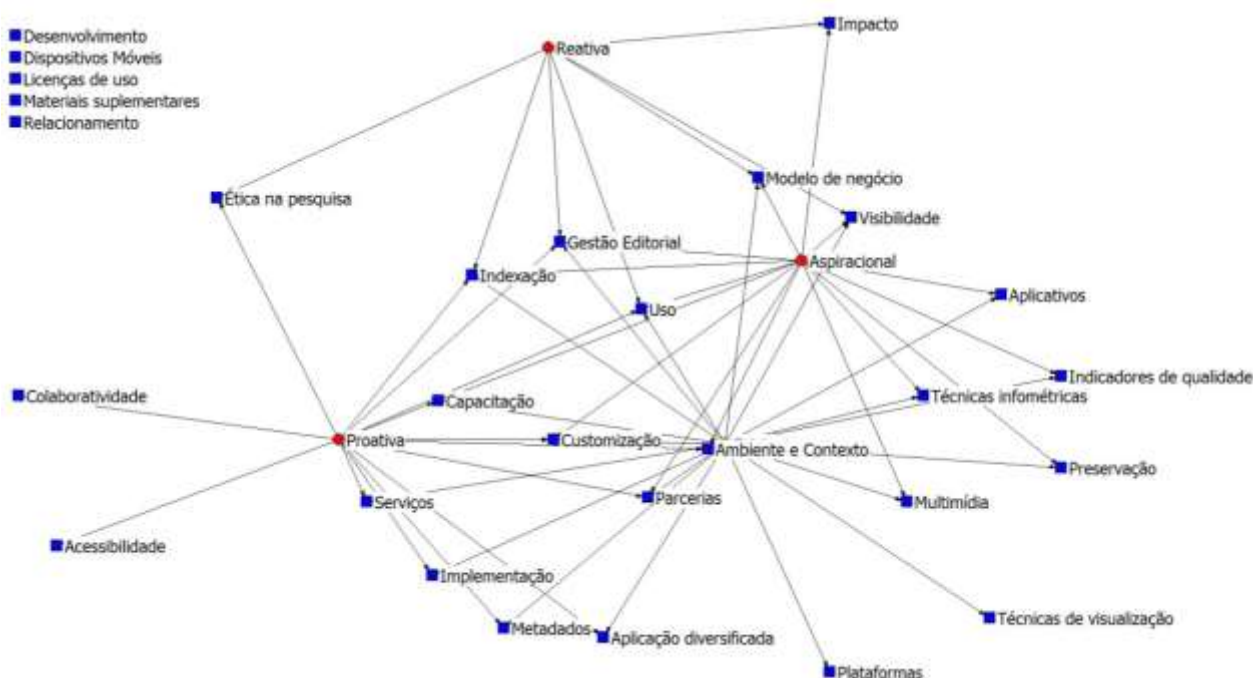 Desenvolvimento
Dispositivos Móveis
Licenças de uso
Materiais suplementares
Relacionamento
Impacto
Reativa
Modelo de negócio
Ética na pesquisa
Visibilidade
Gestão Editorial
Aspiracional
Indexação
Aplicativos
Uso
Indicadores de qualidade
Colaboratividade
Técnicas infométricas
Capacitação
Proativa
Customização
Ambiente e Contexto
Preservação
Serviços
Parcerias
Multimídia
Acessibilidade
Implementação
Técnicas de visualização
Metadados
Aplicação diversificada
Plataformas